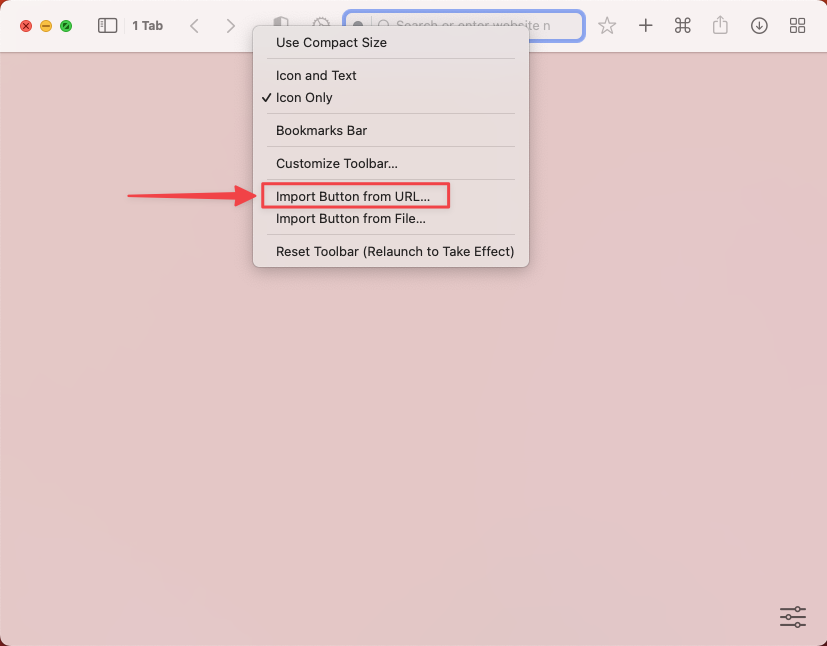 1 Tab
Search or enter website n
Use Compact Size
Icon and Text
Icon Only
Bookmarks Bar
Customize Toolbar...
Import Button from URL...
Import Button from File...
Reset Toolbar (Relaunch to Take Effect)